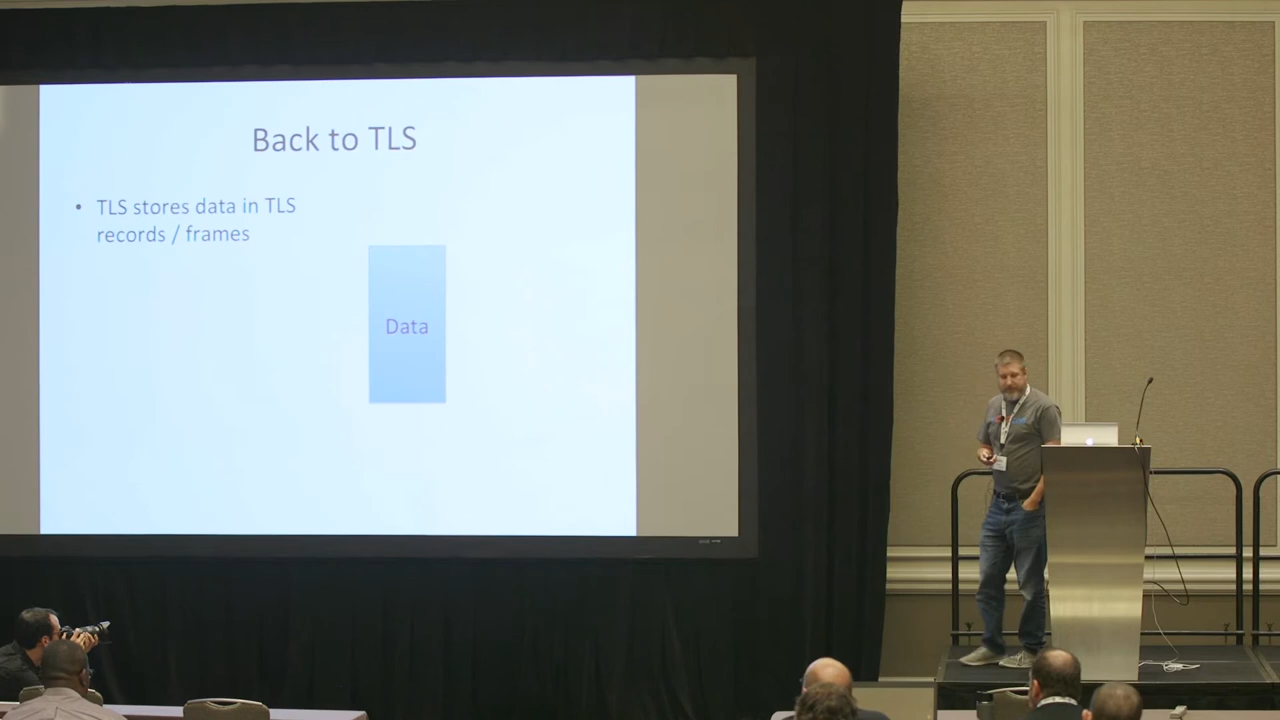 Back to TLS
• TLS stores data in TLS
records / frames
Data